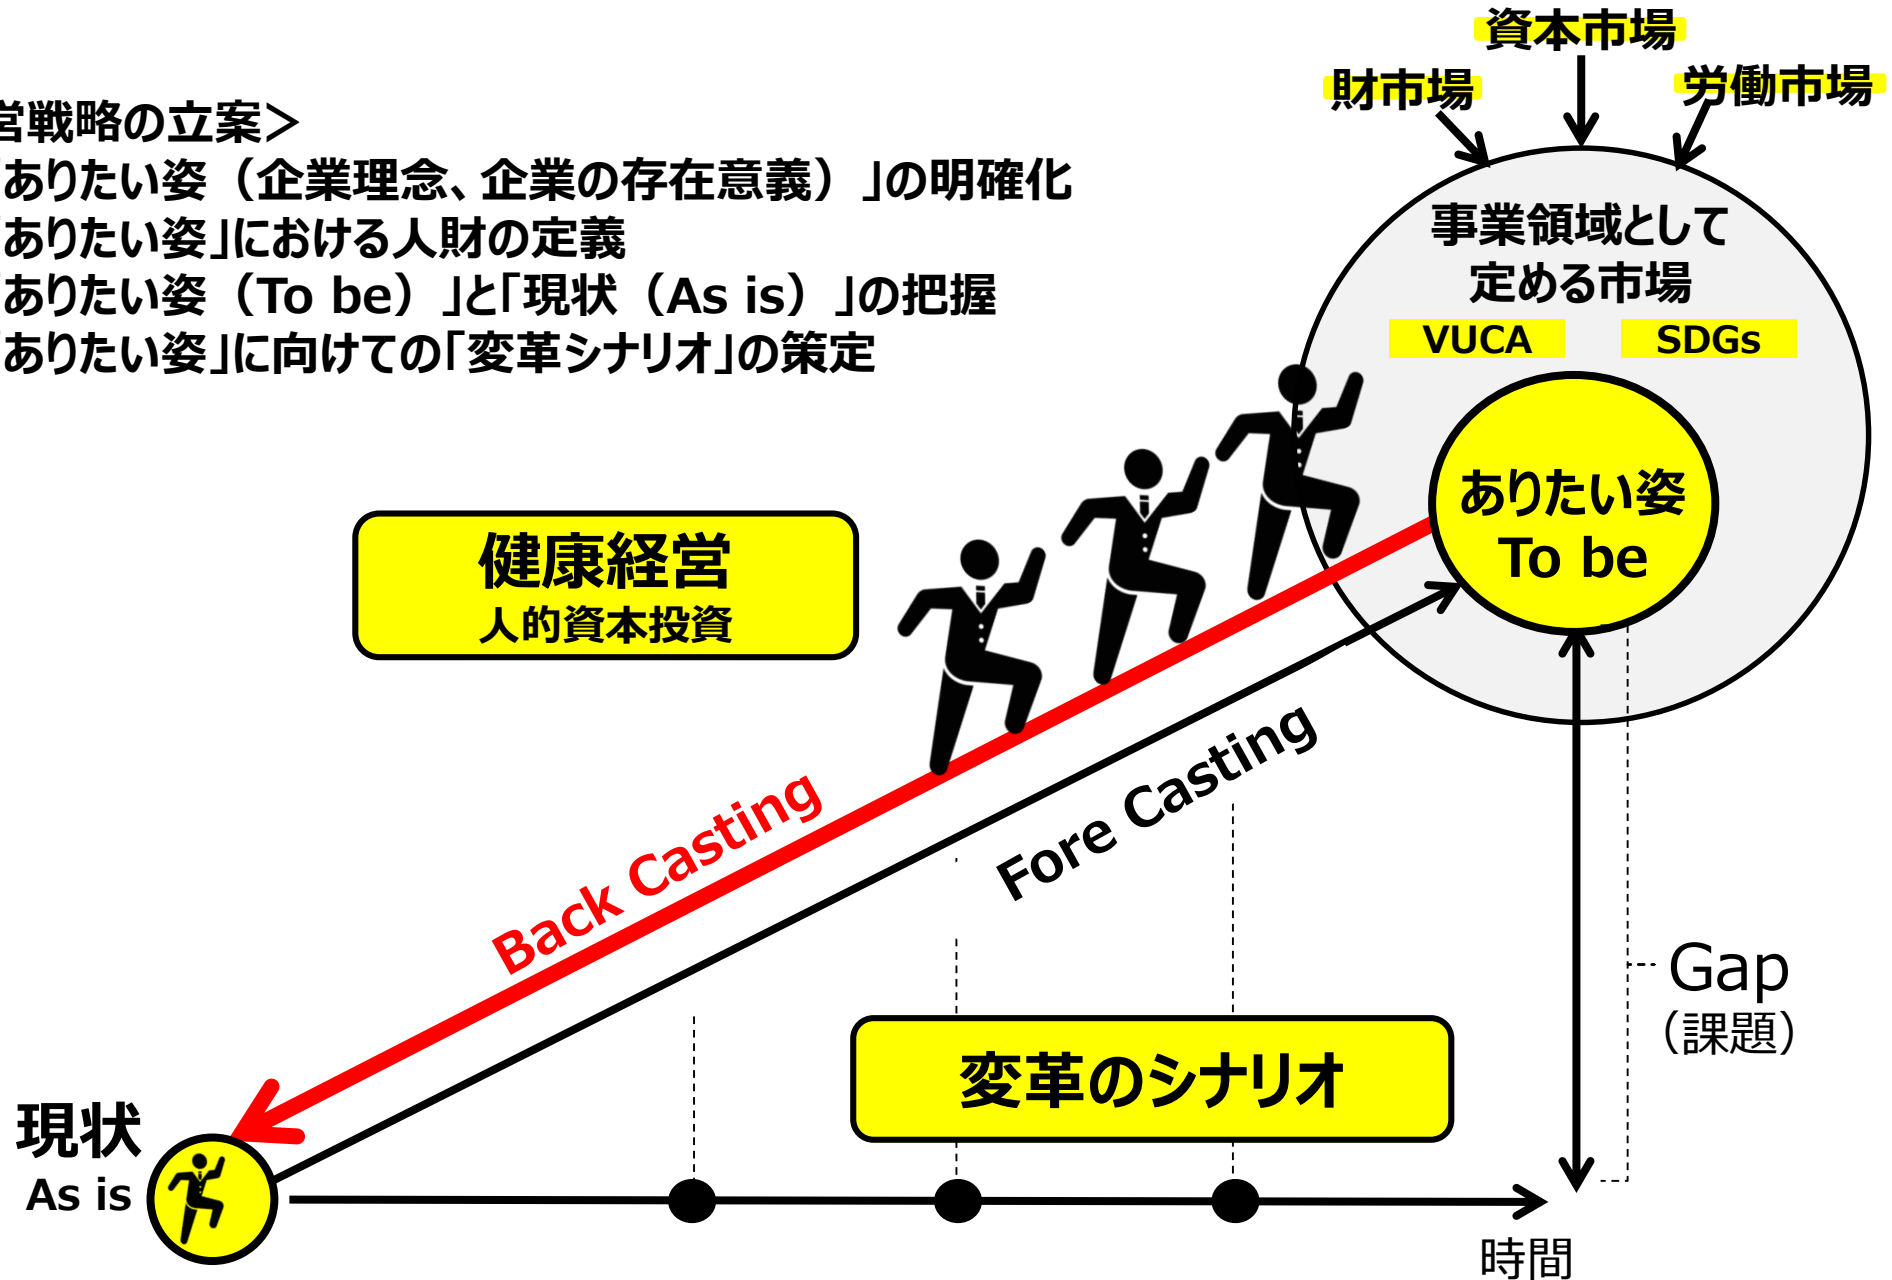 資本市場
財市場
労働市場
営戦略の立案＞
「ありたい姿（企業理念、企業の存在意義）」の明確化
ありたい姿」における人財の定義
ありたい姿（To be）」と「現状（As is）」の把握
「ありたい姿」に向けての「変革シナリオ」の策定
事業領域として
定める市場
VUCA
SDGs
ありたい姿
To be
健康経営
人的資本投資
Back Casting
Fore Casting
Gap
（課題）
変革のシナリオ
現状
As is
時間